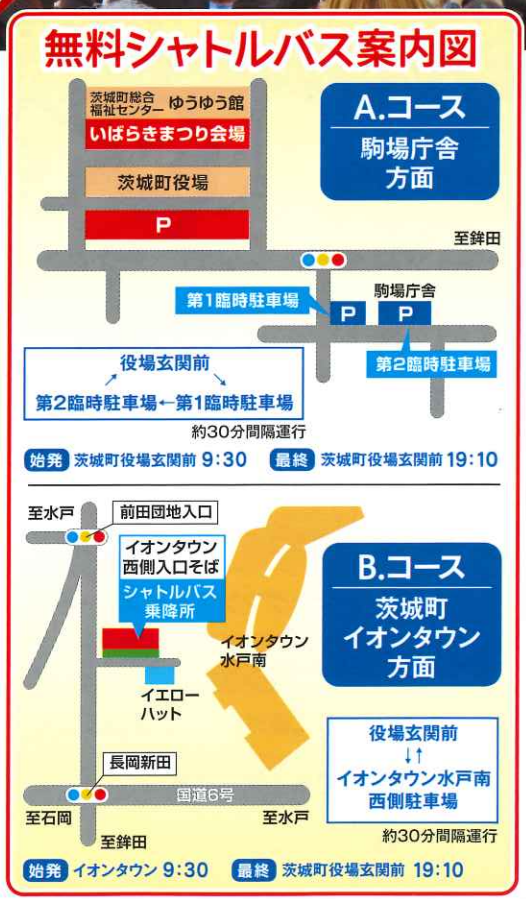 無料シャトルバス案内図
茨城町総合
福祉センター ゆうゆう館
いばらきまつり会場
茨城町役場
P
A.コース
駒場庁舎
方面
至鉾田
第1臨時駐車場
駒場庁舎
P
P
第2臨時駐車場
役場玄関前
↗ ↘
第2臨時駐車場←第1臨時駐車場
約30分間隔運行
始発 茨城町役場玄関前 9:30 最終 茨城町役場玄関前 19:10
至水戸
前田団地入口
イオンタウン
西側入口そば
シャトルバス
乗降所
イオンタウン
水戸南
イエロー
ハット
B.コース
茨城町
イオンタウン
方面
長岡新田
国道6号
至石岡
至水戸
至鉾田
役場玄関前
↓↑
イオンタウン水戸南
西側駐車場
約30分間隔運行
始発 イオンタウン 9:30 最終 茨城町役場玄関前 19:10